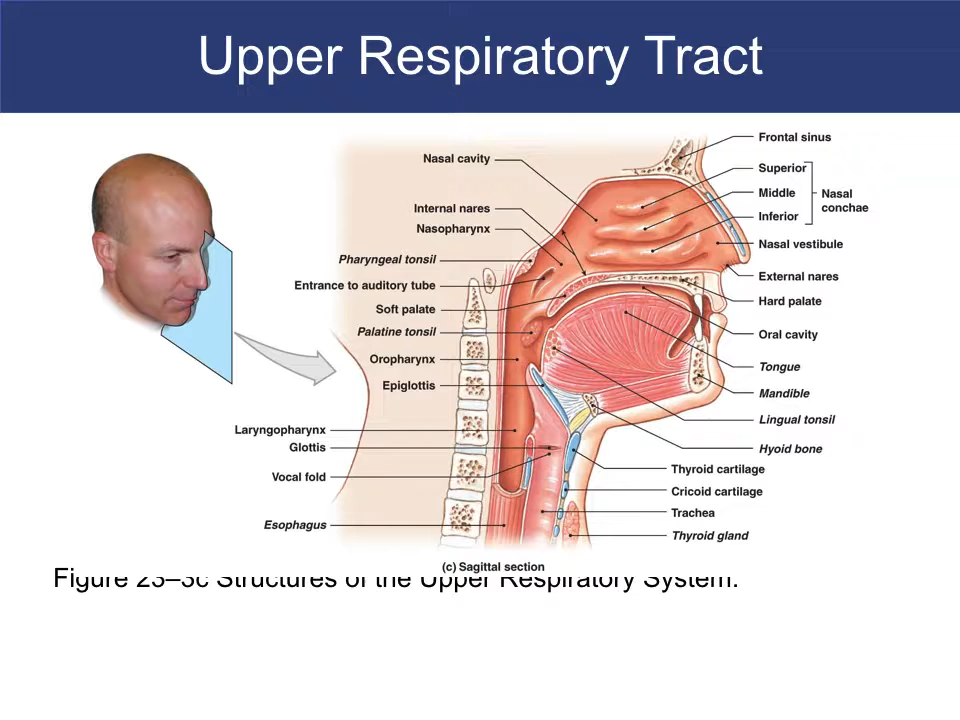 Upper Respiratory Tract
Nasal cavity
Internal nares
Nasopharynx
Pharyngeal tonsil
Entrance to auditory tube
Soft palate
Palatine tonsil
Oropharynx
Epiglottis
Laryngopharynx
Glottis
Vocal fold
Esophagus
Frontal sinus
Superior
Middle
Inferior
Nasal
conchae
Nasal vestibule
External nares
Hard palate
Oral cavity
Tongue
Mandible
Lingual tonsil
Hyoid bone
Thyroid cartilage
Cricoid cartilage
Trachea
Thyroid gland
(c) Sagittal section
Figure 23–3c Structures of the Upper Respiratory System.